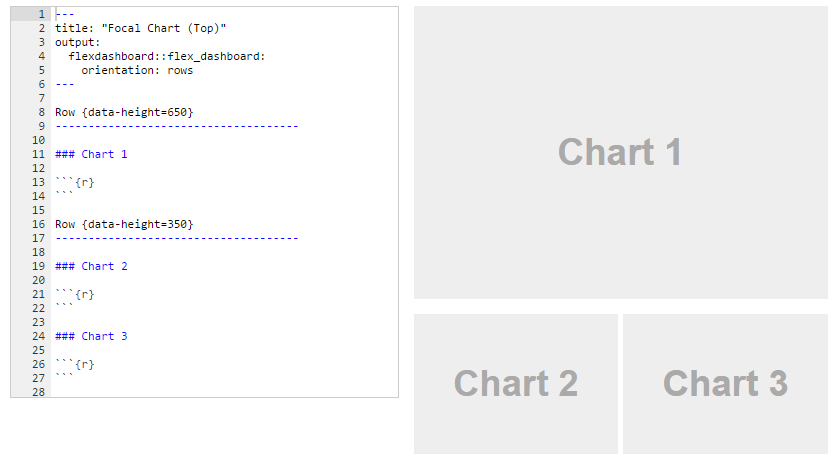 1 ---
2 title: "Focal Chart (Top)"
3 output:
4   flexdashboard::flex_dashboard:
5     orientation: rows
6 ---
7
8 Row {data-height=650}
9 -------------------------------------
10
11 ### Chart 1
12
13 ```{r}
14 ```
15
16 Row {data-height=350}
17 -------------------------------------
18
19 ### Chart 2
20
21 ```{r}
22 ```
23
24 ### Chart 3
25
26 ```{r}
27 ```
28
Chart 1
Chart 2
Chart 3